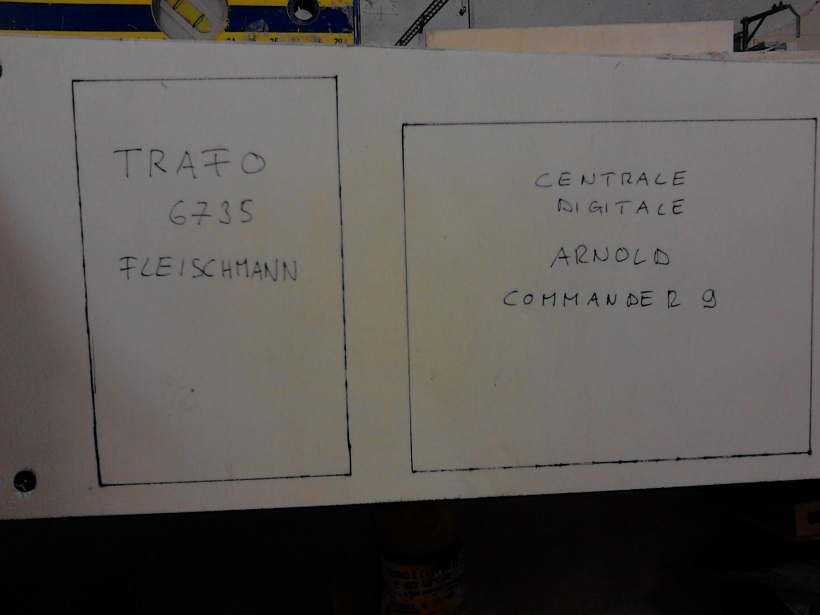 TRAFO
6735
FLEISCHMANN
CENTRALE
DIGITALE
ARNOLD
COMMANDER 9